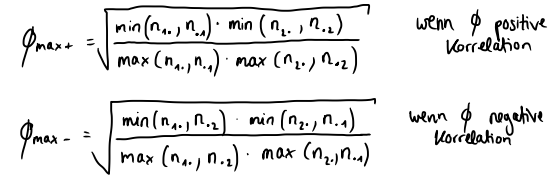 ϕmax+ = √(min(n₁., n.₁) · min(n₂., n.₂) / max(n₁., n.₁) · max(n₂., n.₂)) wenn ϕ positive Korrelation
ϕmax- = √(min(n₁., n.₂) · min(n₂., n.₁) / max(n₁., n.₂) · max(n₂., n.₁)) wenn ϕ negative Korrelation